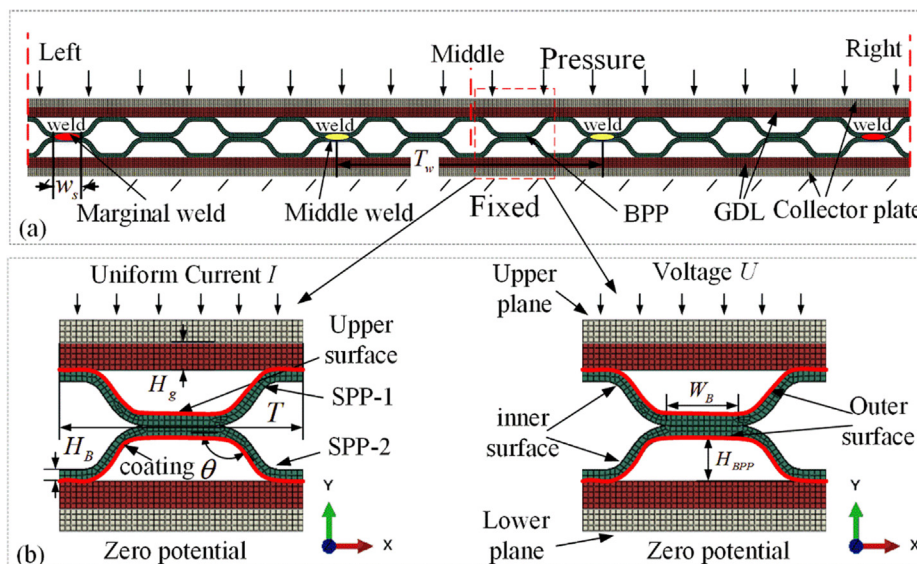 Left
Middle
Pressure
Right
weld
weld
weld
weld
T_w
w_s
Marginal weld
Middle weld
Fixed
BPP
GDL
Collector plate
(a)
Uniform Current I
Voltage U
Upper
plane
Upper
surface
H_g
SPP-1
T
H_B
coating
θ
SPP-2
W_B
inner
surface
Outer
surface
H_BPP
Lower
plane
Y
X
Y
X
(b)
Zero potential
Zero potential